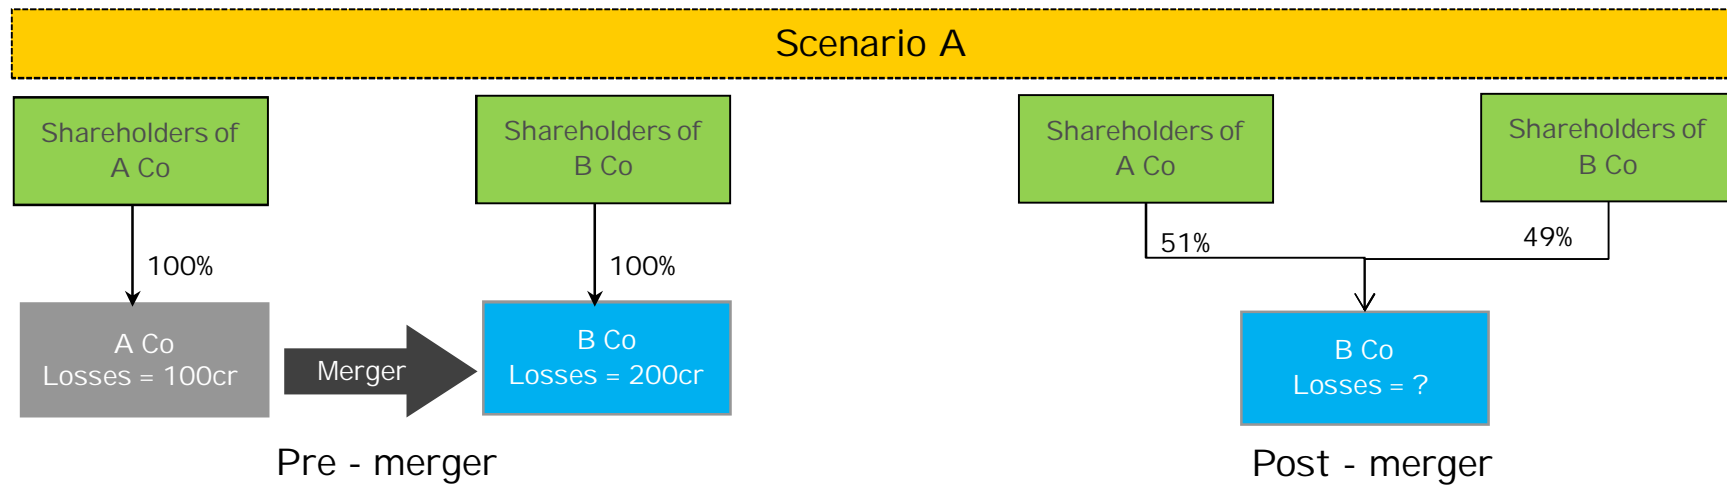 Scenario A
Shareholders of
A Co
Shareholders of
B Co
Shareholders of
A Co
Shareholders of
B Co
100%
100%
51%
49%
A Co
Losses = 100cr
Merger
B Co
Losses = 200cr
B Co
Losses = ?
Pre - merger
Post - merger